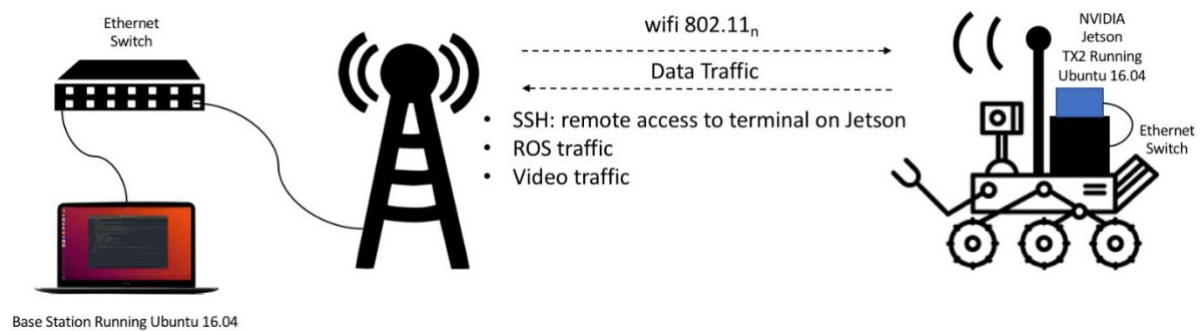 Ethernet
Switch
Base Station Running Ubuntu 16.04
wifi 802.11n
Data Traffic
• SSH: remote access to terminal on Jetson
• ROS traffic
• Video traffic
NVIDIA
Jetson
TX2 Running
Ubuntu 16.04
Ethernet
Switch